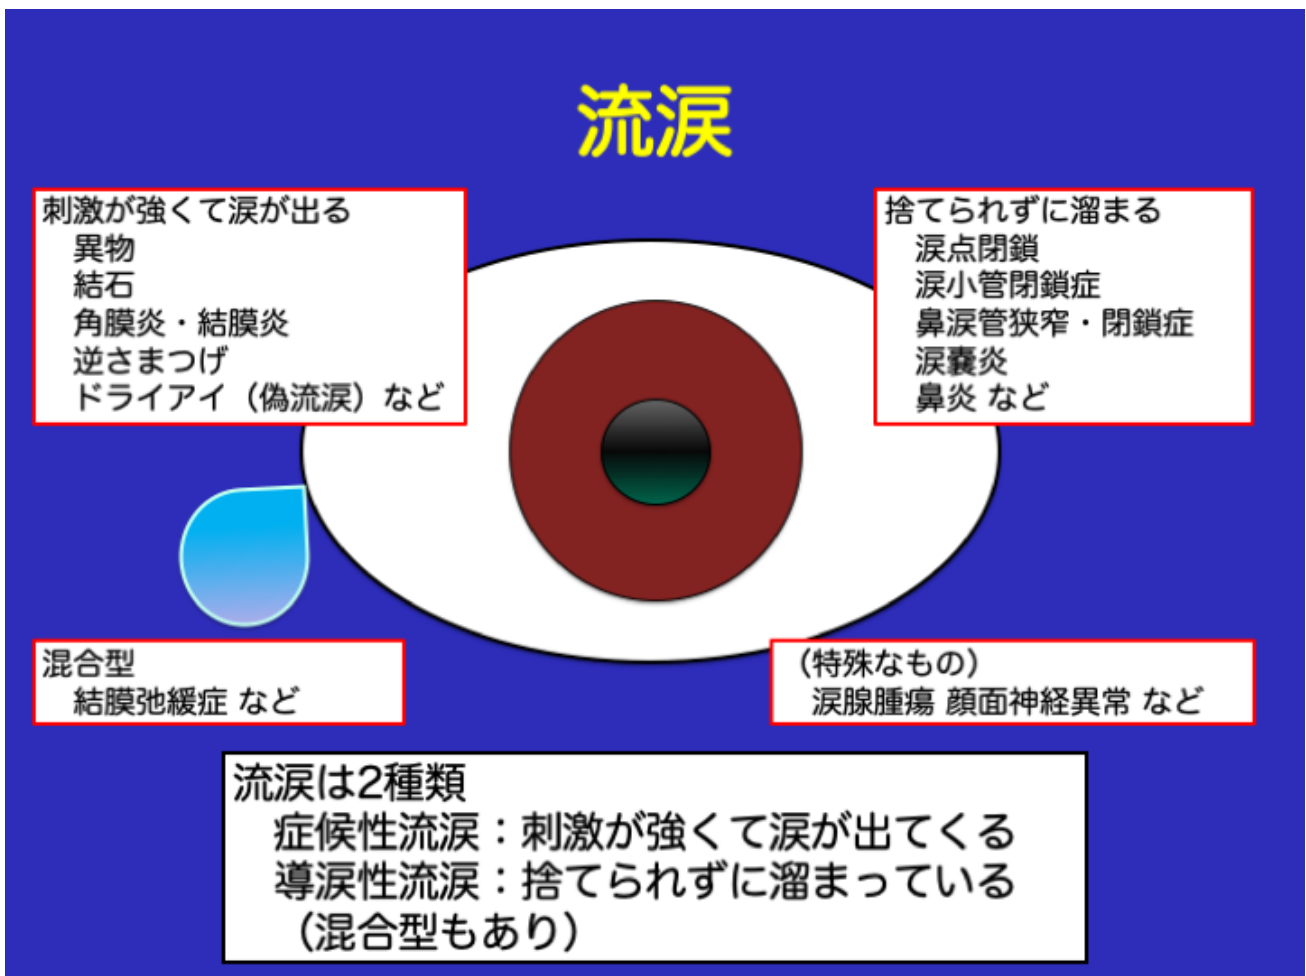 流涙
刺激が強くて涙が出る
異物
結石
角膜炎・結膜炎
逆さまつげ
ドライアイ（偽流涙）など
捨てられずに溜まる
涙点閉鎖
涙小管閉鎖症
鼻涙管狭窄・閉鎖症
涙嚢炎
鼻炎 など
混合型
結膜弛緩症 など
（特殊なもの）
涙腺腫瘍 顔面神経異常 など
流涙は2種類
症候性流涙：刺激が強くて涙が出てくる
導涙性流涙：捨てられずに溜まっている
（混合型もあり）